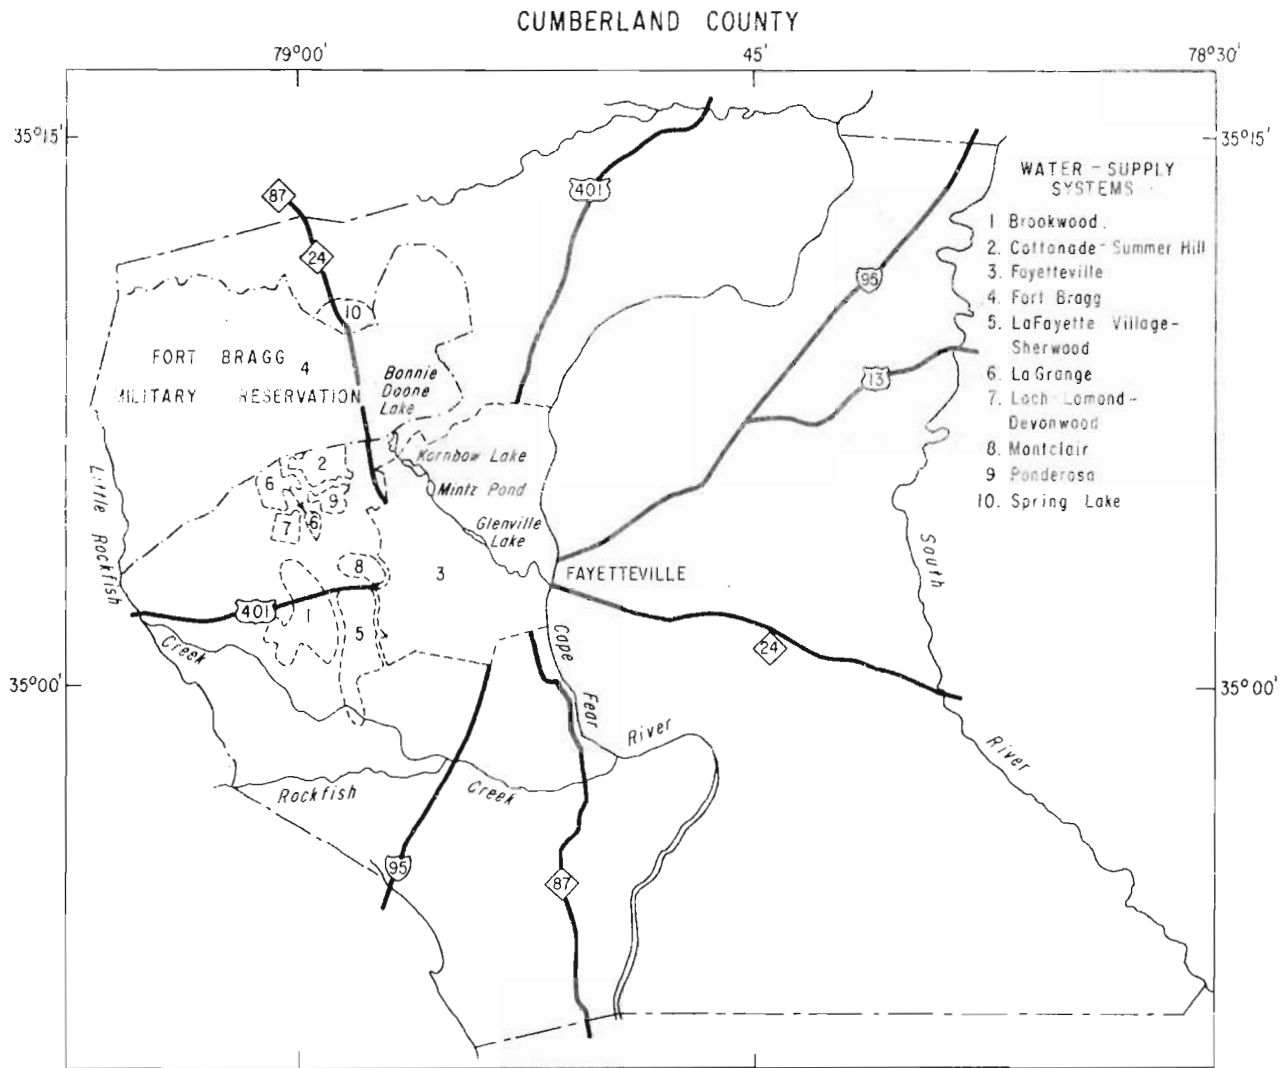 CUMBERLAND COUNTY
79°00'
45'
78°30'
35°15'
35°15'
WATER-SUPPLY
SYSTEMS
1 Brookwood.
2. Cottonade-Summer Hill
3. Fayetteville
4. Fort Bragg
5. LaFayette Village-
Sherwood
6. La Grange
7. Loch-Lomond-
Devonwood
8. Montclair
9 Ponderosa
10. Spring Lake
87
24
401
95
13
10
FORT BRAGG
4
MILITARY RESERVATION
Bonnie
Doone
Lake
Kornbow Lake
Mintz Pond
Glenville
Lake
2
6
9
7
6
8
3
FAYETTEVILLE
Little Rockfish
Creek
401
1
5
24
South
River
35°00'
35°00'
Cape
Fear
River
Rockfish
Creek
95
87